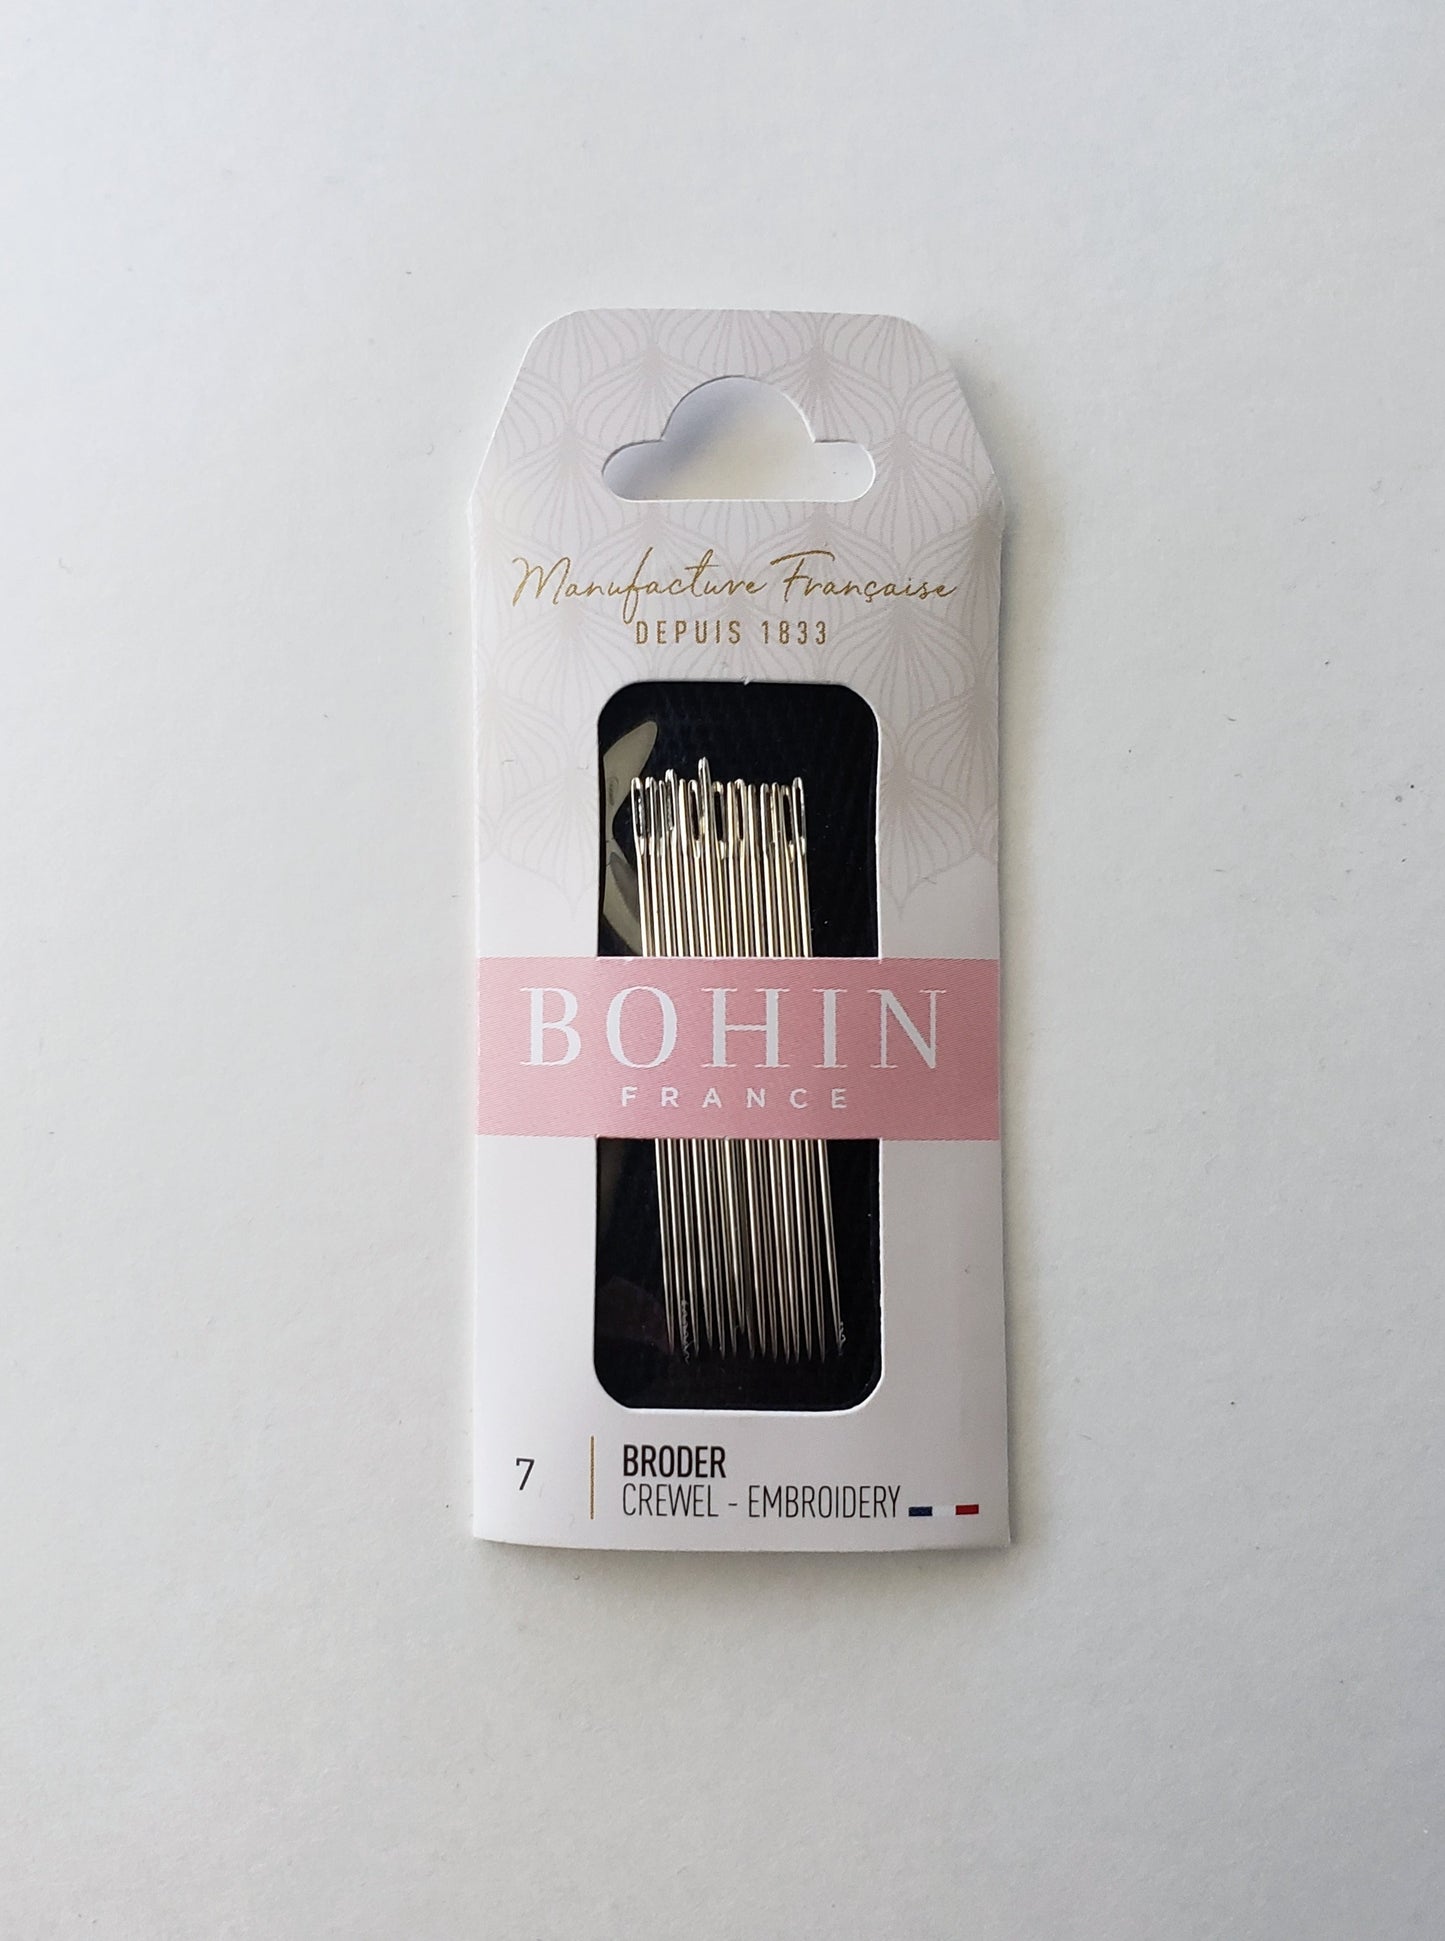 Manufacture Française
DEPUIS 1833
BOHIN
FRANCE
7
BRODER
CREWEL - EMBROIDERY